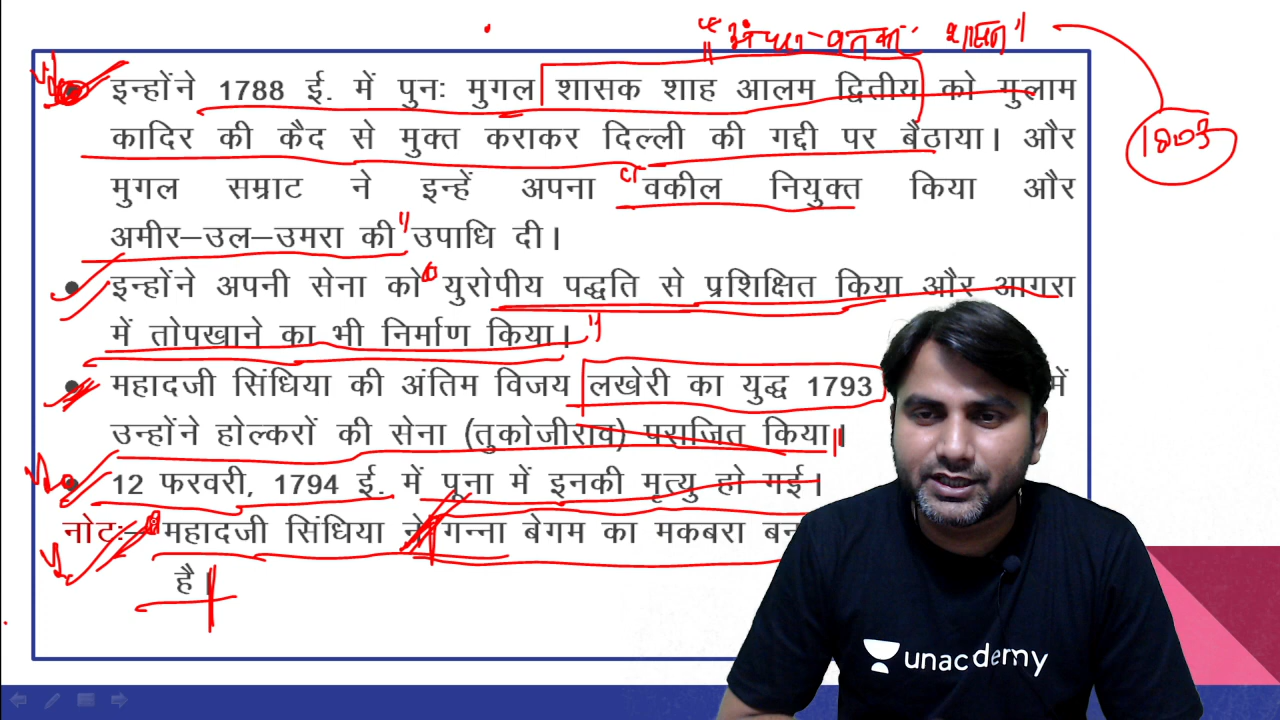 "अंधा-बनकर शासन"
1803
इन्होंने 1788 ई. में पुनः मुगल शासक शाह आलम द्वितीय को गुलाम
कादिर की कैद से मुक्त कराकर दिल्ली की गद्दी पर बैठाया। और
मुगल सम्राट ने इन्हें अपना वकील नियुक्त किया और
अमीर–उल–उमरा की उपाधि दी।
इन्होंने अपनी सेना को युरोपीय पद्धति से प्रशिक्षित किया और आगरा
में तोपखाने का भी निर्माण किया।
महादजी सिंधिया की अंतिम विजय लखेरी का युद्ध 1793 में
उन्होंने होल्करों की सेना (तुकोजीराव) पराजित किया।
12 फरवरी, 1794 ई. में पूना में इनकी मृत्यु हो गई।
नोटः– महादजी सिंधिया ने गन्ना बेगम का मकबरा
है।
unacdemy